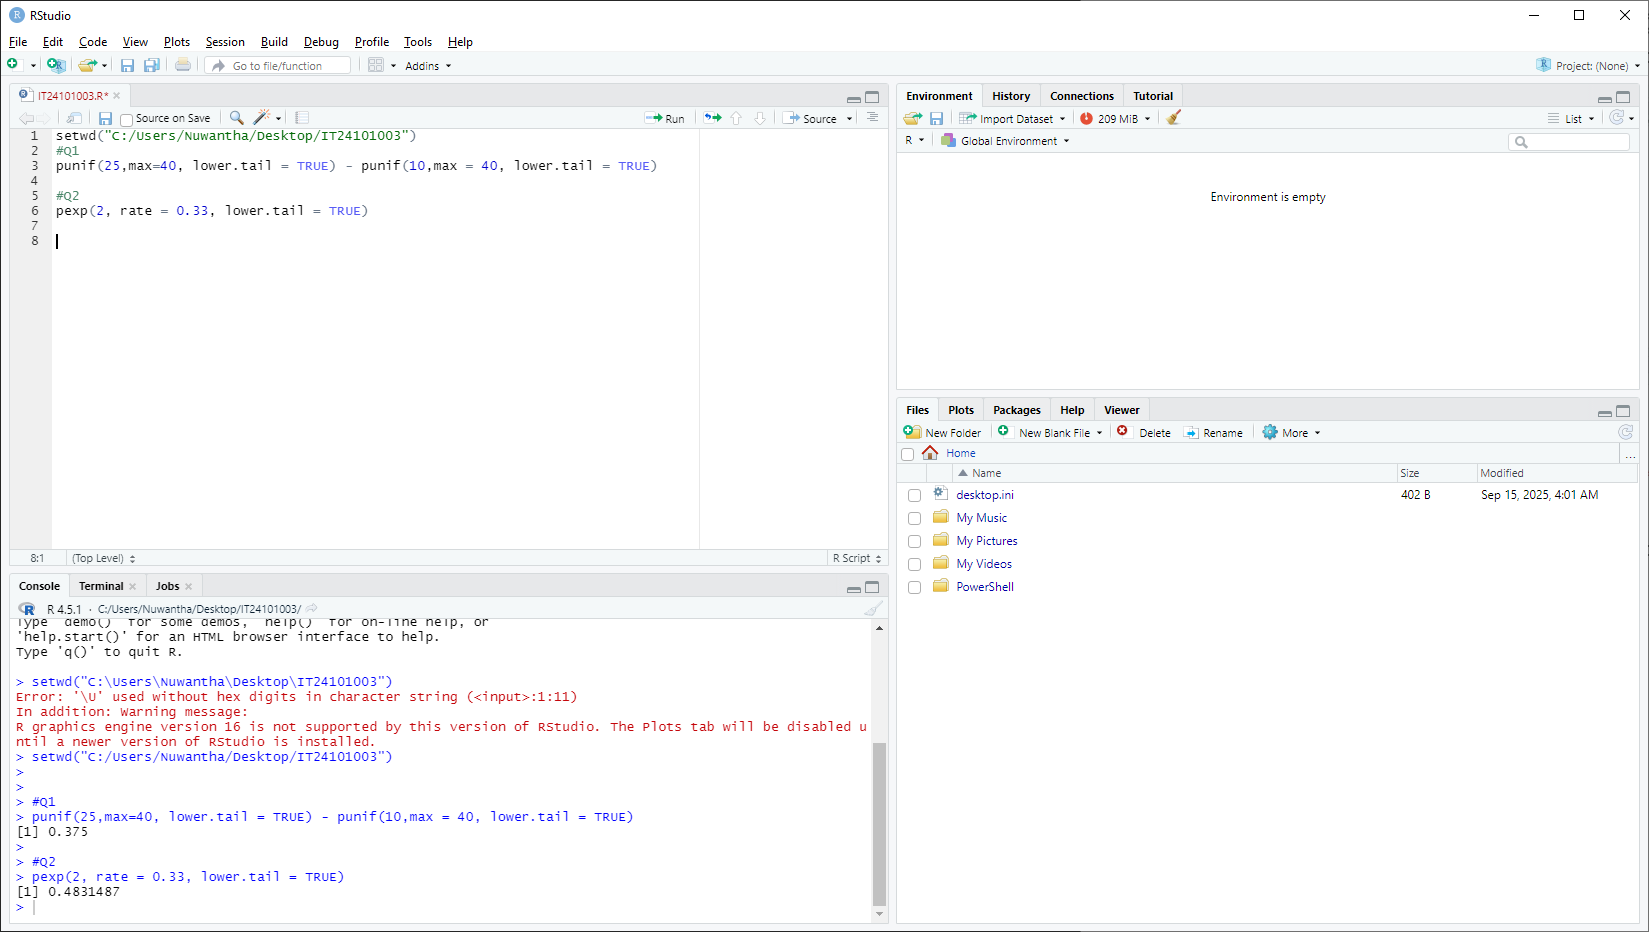 RStudio
File Edit Code View Plots Session Build Debug Profile Tools Help
Go to file/function Addins Project: (None)
IT24101003.R*
Source on Save Run Source
1 setwd("C:/Users/Nuwantha/Desktop/IT24101003")
2 #Q1
3 punif(25,max=40, lower.tail = TRUE) - punif(10,max = 40, lower.tail = TRUE)
4
5 #Q2
6 pexp(2, rate = 0.33, lower.tail = TRUE)
7
8
8:1 (Top Level) R Script
Console Terminal Jobs
R 4.5.1 · C:/Users/Nuwantha/Desktop/IT24101003/
Type 'demo()' for some demos, 'help()' for on-line help, or
'help.start()' for an HTML browser interface to help.
Type 'q()' to quit R.
> setwd("C:\Users\Nuwantha\Desktop\IT24101003")
Error: '\U' used without hex digits in character string (<input>:1:11)
In addition: Warning message:
R graphics engine version 16 is not supported by this version of RStudio. The Plots tab will be disabled u
ntil a newer version of RStudio is installed.
> setwd("C:/Users/Nuwantha/Desktop/IT24101003")
>
>
> #Q1
> punif(25,max=40, lower.tail = TRUE) - punif(10,max = 40, lower.tail = TRUE)
[1] 0.375
>
> #Q2
> pexp(2, rate = 0.33, lower.tail = TRUE)
[1] 0.4831487
>
Environment History Connections Tutorial
Import Dataset 209 MiB List
R Global Environment
Environment is empty
Files Plots Packages Help Viewer
New Folder New Blank File Delete Rename More
Home ...
Name Size Modified
desktop.ini 402 B Sep 15, 2025, 4:01 AM
My Music
My Pictures
My Videos
PowerShell